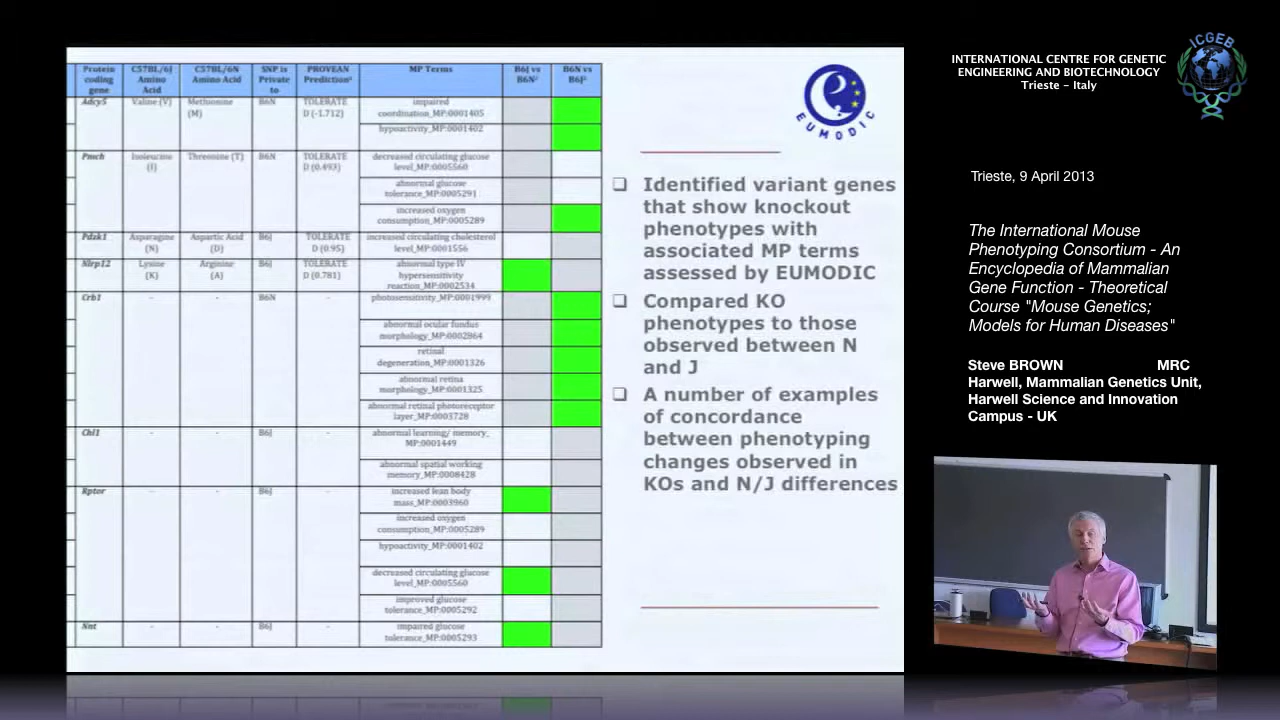 Protein coding gene | C57BL/6J Amino Acid | C57BL/6N Amino Acid | SNP is Private to | PROVEAN Prediction | MP Terms | B6J vs B6N | B6N vs B6J
Adcy5 | Valine (V) | Methionine (M) | B6N | TOLERATE D (-1.712) | impaired coordination_MP:0001405
hypoactivity_MP:0001402
Pmch | Isoleucine (I) | Threonine (T) | B6N | TOLERATE D (0.493) | decreased circulating glucose level_MP:0005560
abnormal glucose tolerance_MP:0005291
increased oxygen consumption_MP:0005289
Pdzk1 | Asparagine (N) | Aspartic Acid (D) | B6J | TOLERATE D (0.95) | increased circulating cholesterol level_MP:0001556
Nlrp12 | Lysine (K) | Arginine (A) | B6J | TOLERATE D (0.781) | abnormal type IV hypersensitivity reaction_MP:0002534
Crb1 | - | - | B6N | - | photosensitivity_MP:0001999
abnormal ocular fundus morphology_MP:0002864
retinal degeneration_MP:0001326
abnormal retina morphology_MP:0001325
abnormal retinal photoreceptor layer_MP:0003728
Chl1 | - | - | B6J | - | abnormal learning/ memory_MP:0001449
abnormal spatial working memory_MP:0008428
Rptor | - | - | B6J | - | increased lean body mass_MP:0003960
increased oxygen consumption_MP:0005289
hypoactivity_MP:0001402
decreased circulating glucose level_MP:0005560
improved glucose tolerance_MP:0005292
Nnt | - | - | B6J | - | impaired glucose tolerance_MP:0005293
EUMODIC
❑ Identified variant genes
that show knockout
phenotypes with
associated MP terms
assessed by EUMODIC
❑ Compared KO
phenotypes to those
observed between N
and J
❑ A number of examples
of concordance
between phenotyping
changes observed in
KOs and N/J differences
INTERNATIONAL CENTRE FOR GENETIC
ENGINEERING AND BIOTECHNOLOGY
Trieste - Italy
ICGEB
Trieste, 9 April 2013
The International Mouse
Phenotyping Consortium - An
Encyclopedia of Mammalian
Gene Function - Theoretical
Course "Mouse Genetics;
Models for Human Diseases"
Steve BROWN MRC
Harwell, Mammalian Genetics Unit,
Harwell Science and Innovation
Campus - UK